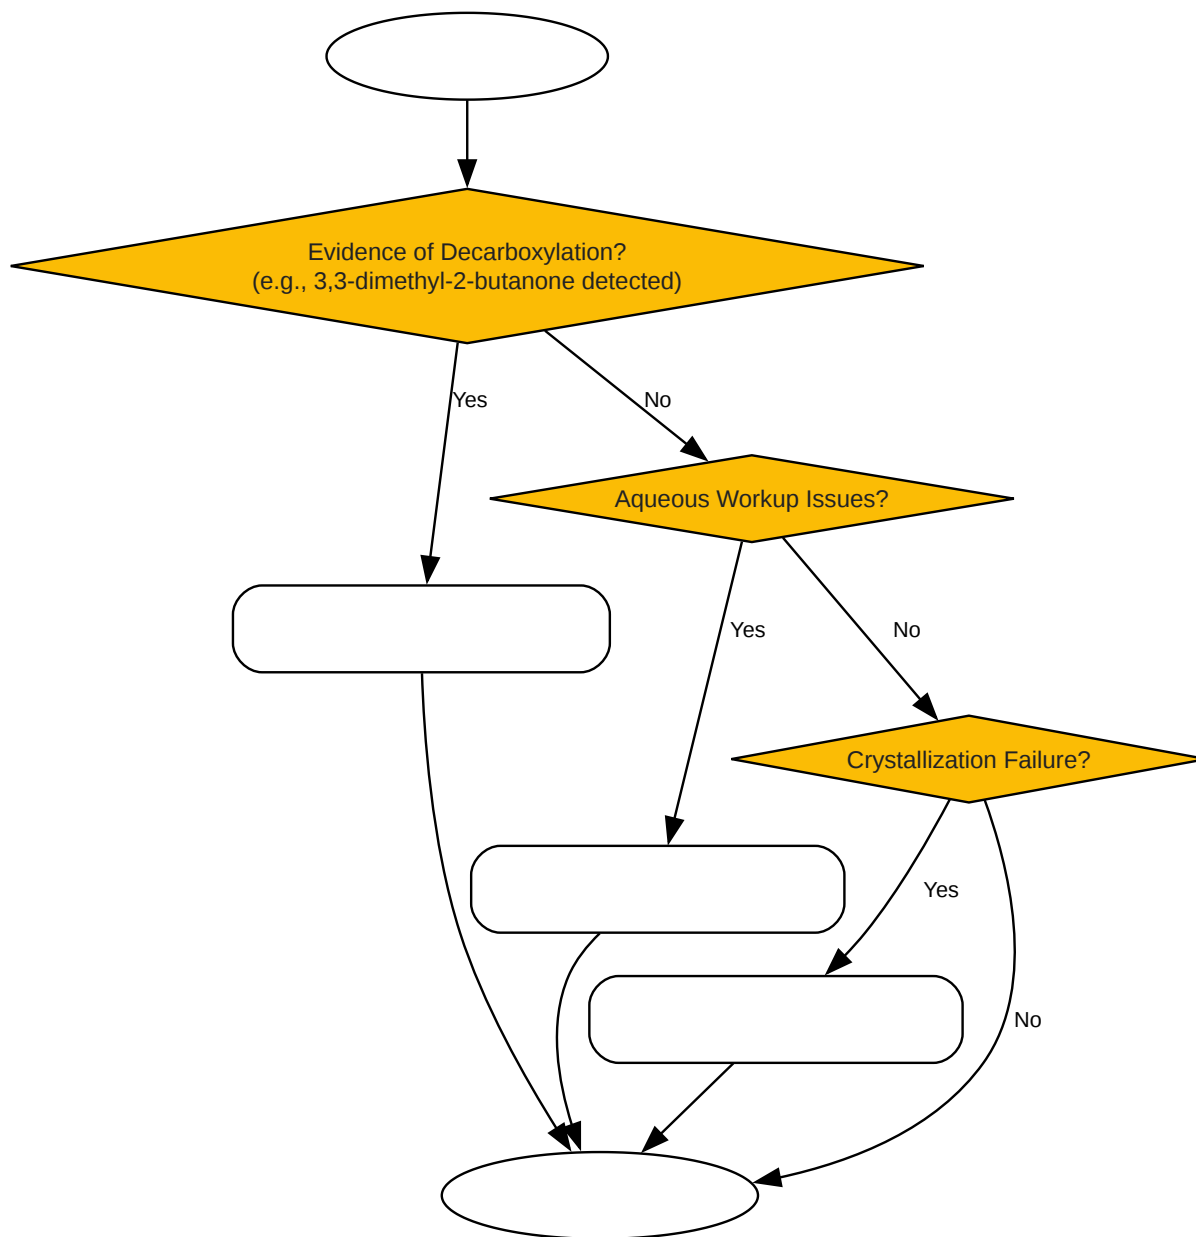 Evidence of Decarboxylation?
(e.g., 3,3-dimethyl-2-butanone detected)
Yes
No
Aqueous Workup Issues?
Yes
No
Crystallization Failure?
Yes
No